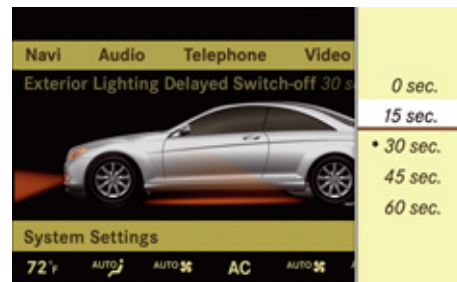 Navi Audio Telephone Video
Exterior Lighting Delayed Switch-off 30 s
0 sec.
15 sec.
• 30 sec.
45 sec.
60 sec.
System Settings
72°F AUTO AUTO AC AUTO